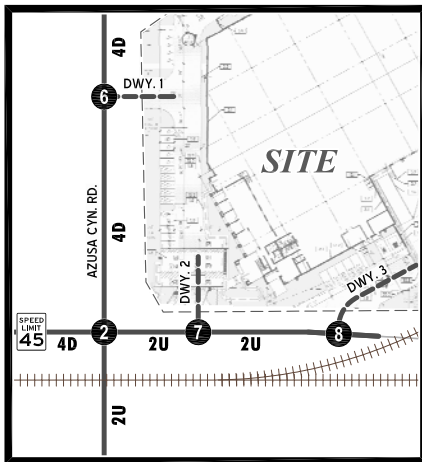 4D
DWY. 1
6
SITE
AZUSA CYN. RD.
4D
DWY. 2
DWY. 3
SPEED
LIMIT
45
4D
2
2U
7
2U
8
2U